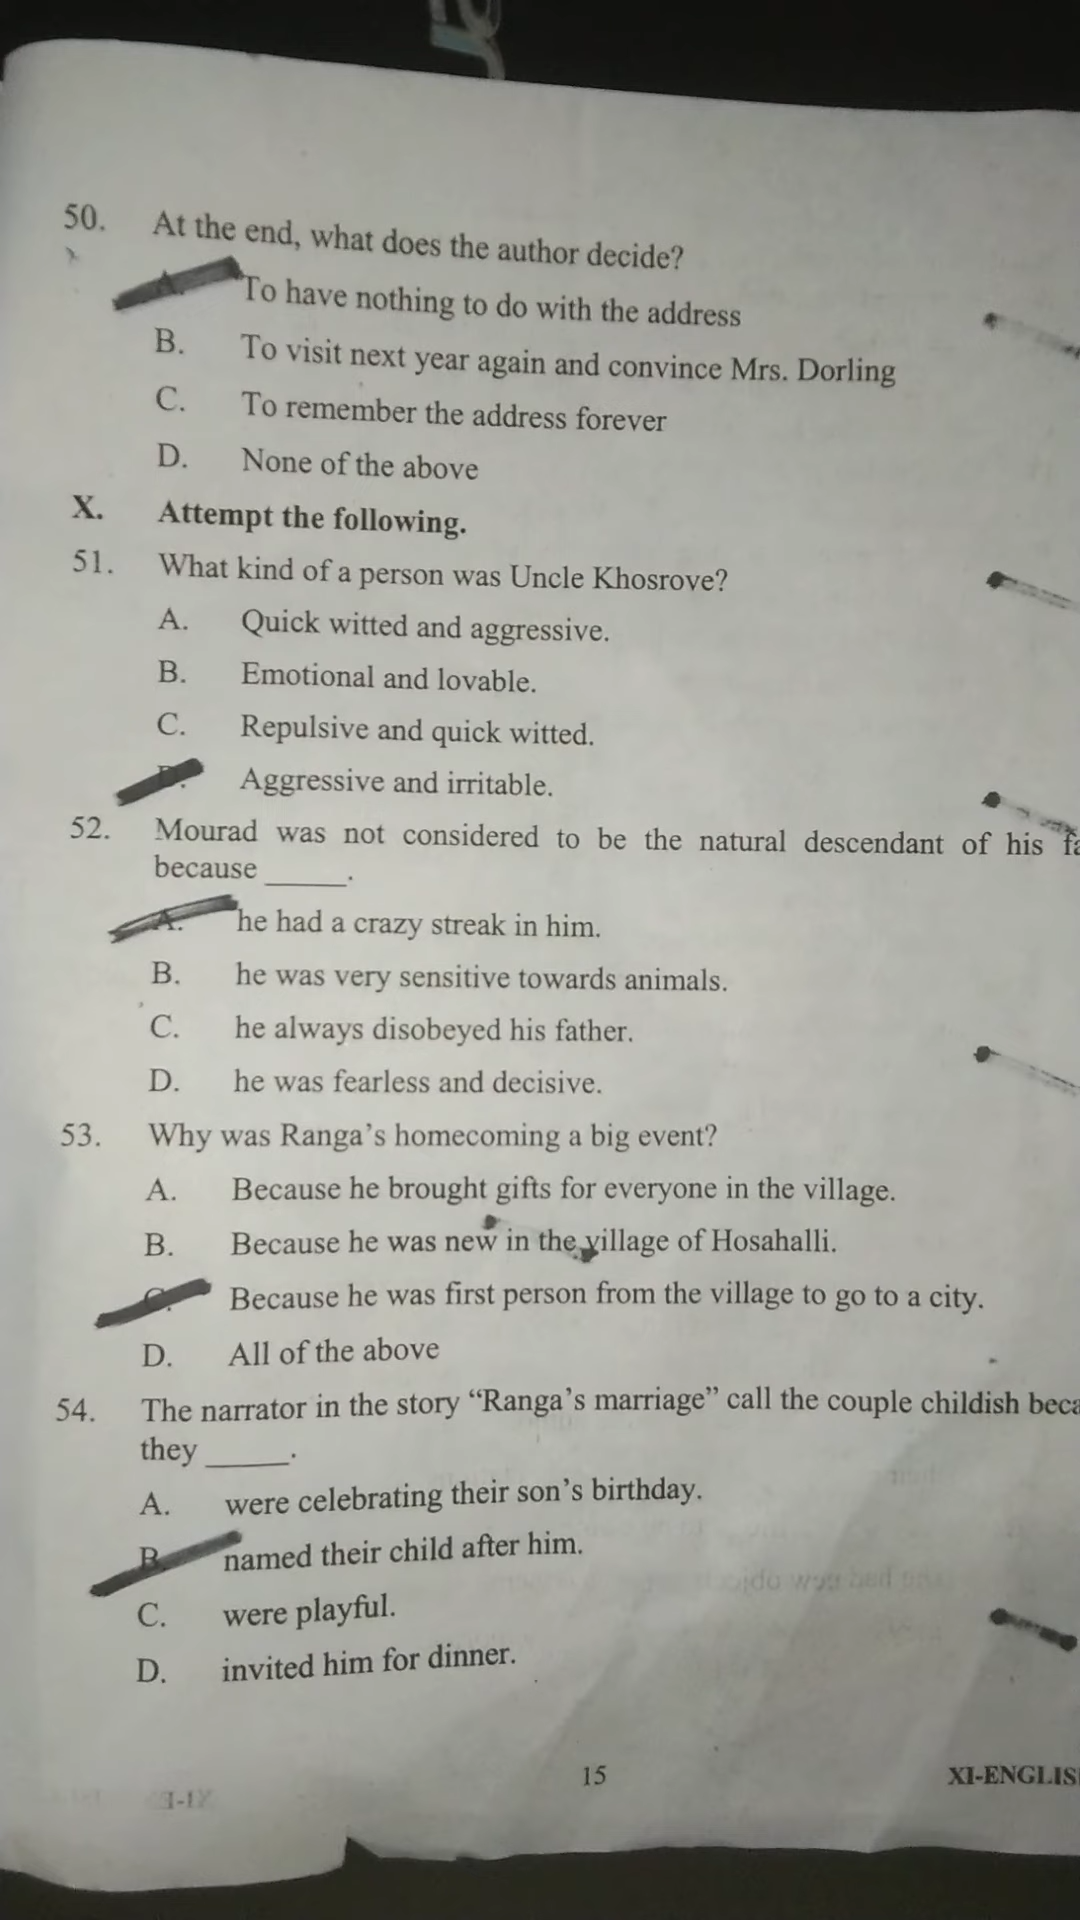 50. At the end, what does the author decide?
A. To have nothing to do with the address
B. To visit next year again and convince Mrs. Dorling
C. To remember the address forever
D. None of the above
X. Attempt the following.
51. What kind of a person was Uncle Khosrove?
A. Quick witted and aggressive.
B. Emotional and lovable.
C. Repulsive and quick witted.
D. Aggressive and irritable.
52. Mourad was not considered to be the natural descendant of his
because _____.
A. he had a crazy streak in him.
B. he was very sensitive towards animals.
C. he always disobeyed his father.
D. he was fearless and decisive.
53. Why was Ranga's homecoming a big event?
A. Because he brought gifts for everyone in the village.
B. Because he was new in the village of Hosahalli.
C. Because he was first person from the village to go to a city.
D. All of the above
54. The narrator in the story “Ranga's marriage” call the couple childish beca
they _____.
A. were celebrating their son's birthday.
B. named their child after him.
C. were playful.
D. invited him for dinner.
15 XI-ENGLIS